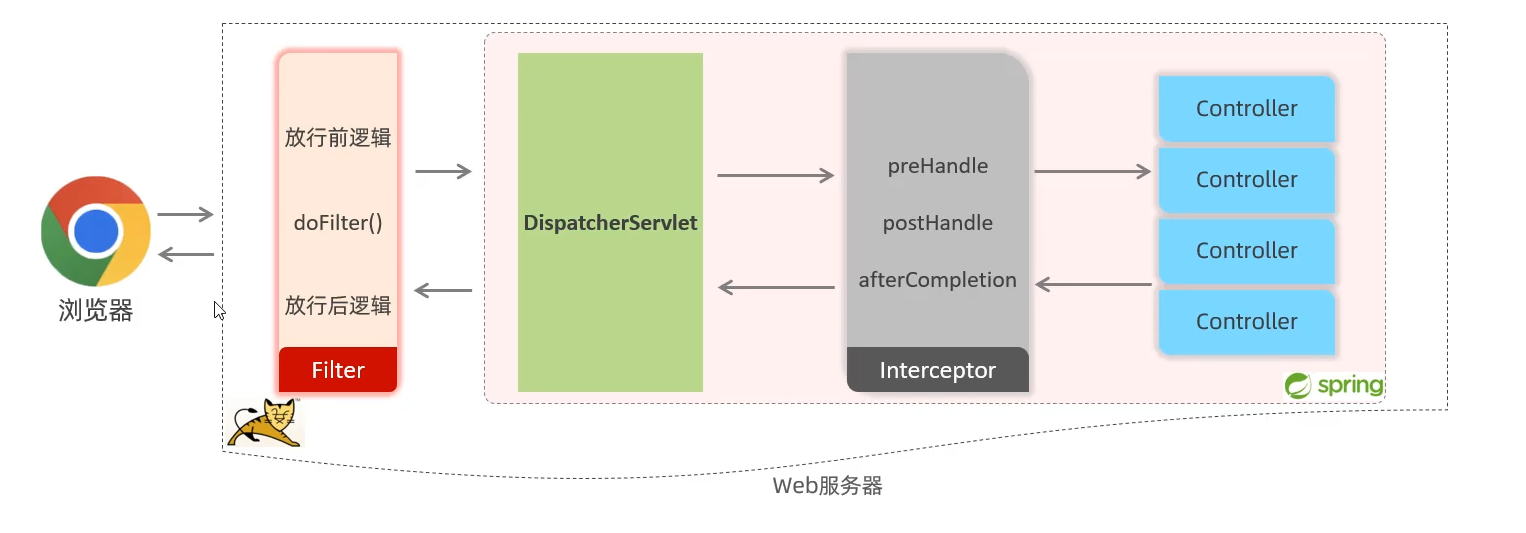 浏览器
放行前逻辑
doFilter()
放行后逻辑
Filter
DispatcherServlet
preHandle
postHandle
afterCompletion
Interceptor
Controller
Controller
Controller
Controller
spring
Web服务器